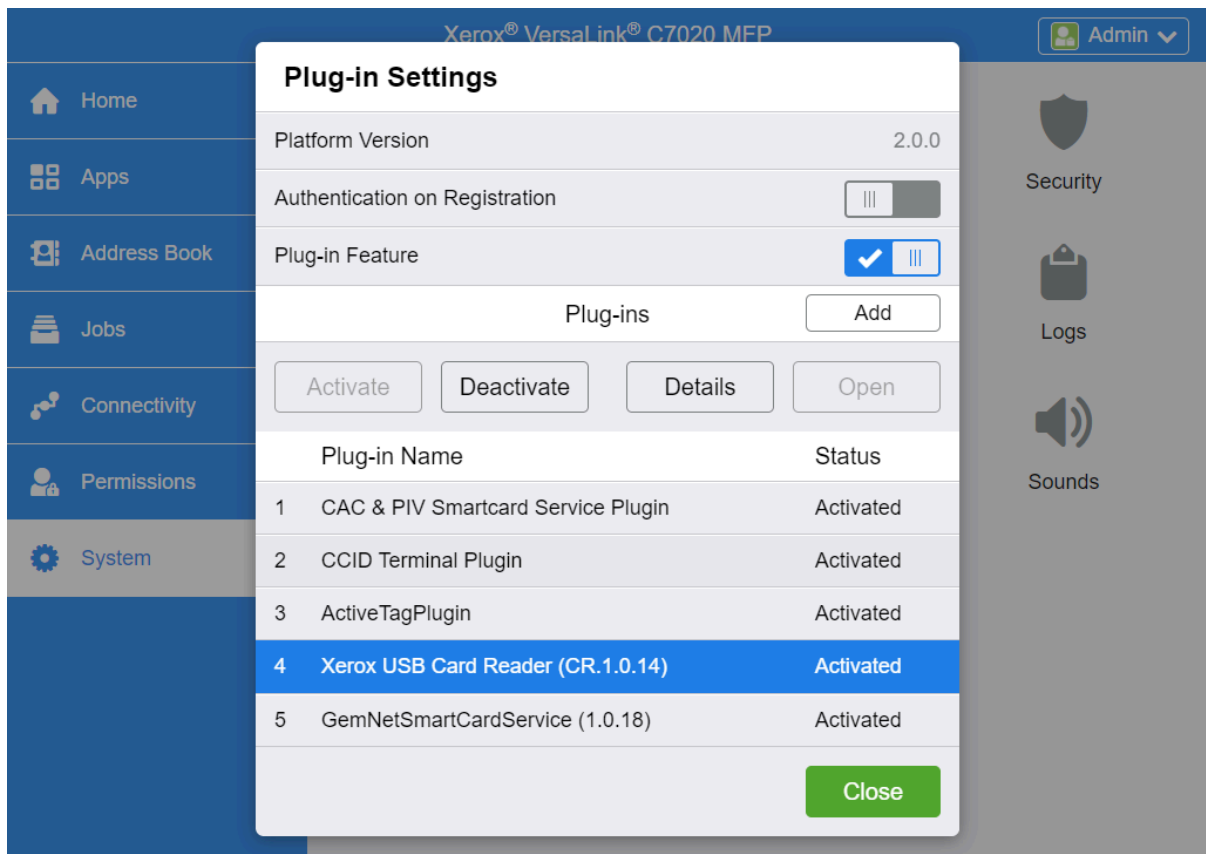 Xerox® VersaLink® C7020 MFP
Admin
Home
Apps
Address Book
Jobs
Connectivity
Permissions
System
Plug-in Settings
Platform Version 2.0.0
Authentication on Registration
Plug-in Feature
Plug-ins Add
Activate Deactivate Details Open
Plug-in Name Status
1 CAC & PIV Smartcard Service Plugin Activated
2 CCID Terminal Plugin Activated
3 ActiveTagPlugin Activated
4 Xerox USB Card Reader (CR.1.0.14) Activated
5 GemNetSmartCardService (1.0.18) Activated
Close
Security
Logs
Sounds